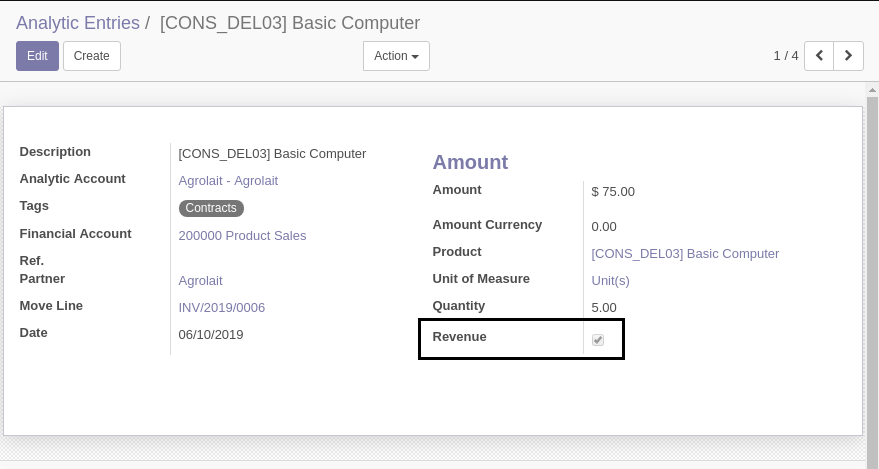 Analytic Entries / [CONS_DEL03] Basic Computer
Edit Create Action 1 / 4
Description [CONS_DEL03] Basic Computer
Analytic Account Agrolait - Agrolait
Tags Contracts
Financial Account 200000 Product Sales
Ref.
Partner Agrolait
Move Line INV/2019/0006
Date 06/10/2019
Amount
Amount $ 75.00
Amount Currency 0.00
Product [CONS_DEL03] Basic Computer
Unit of Measure Unit(s)
Quantity 5.00
Revenue